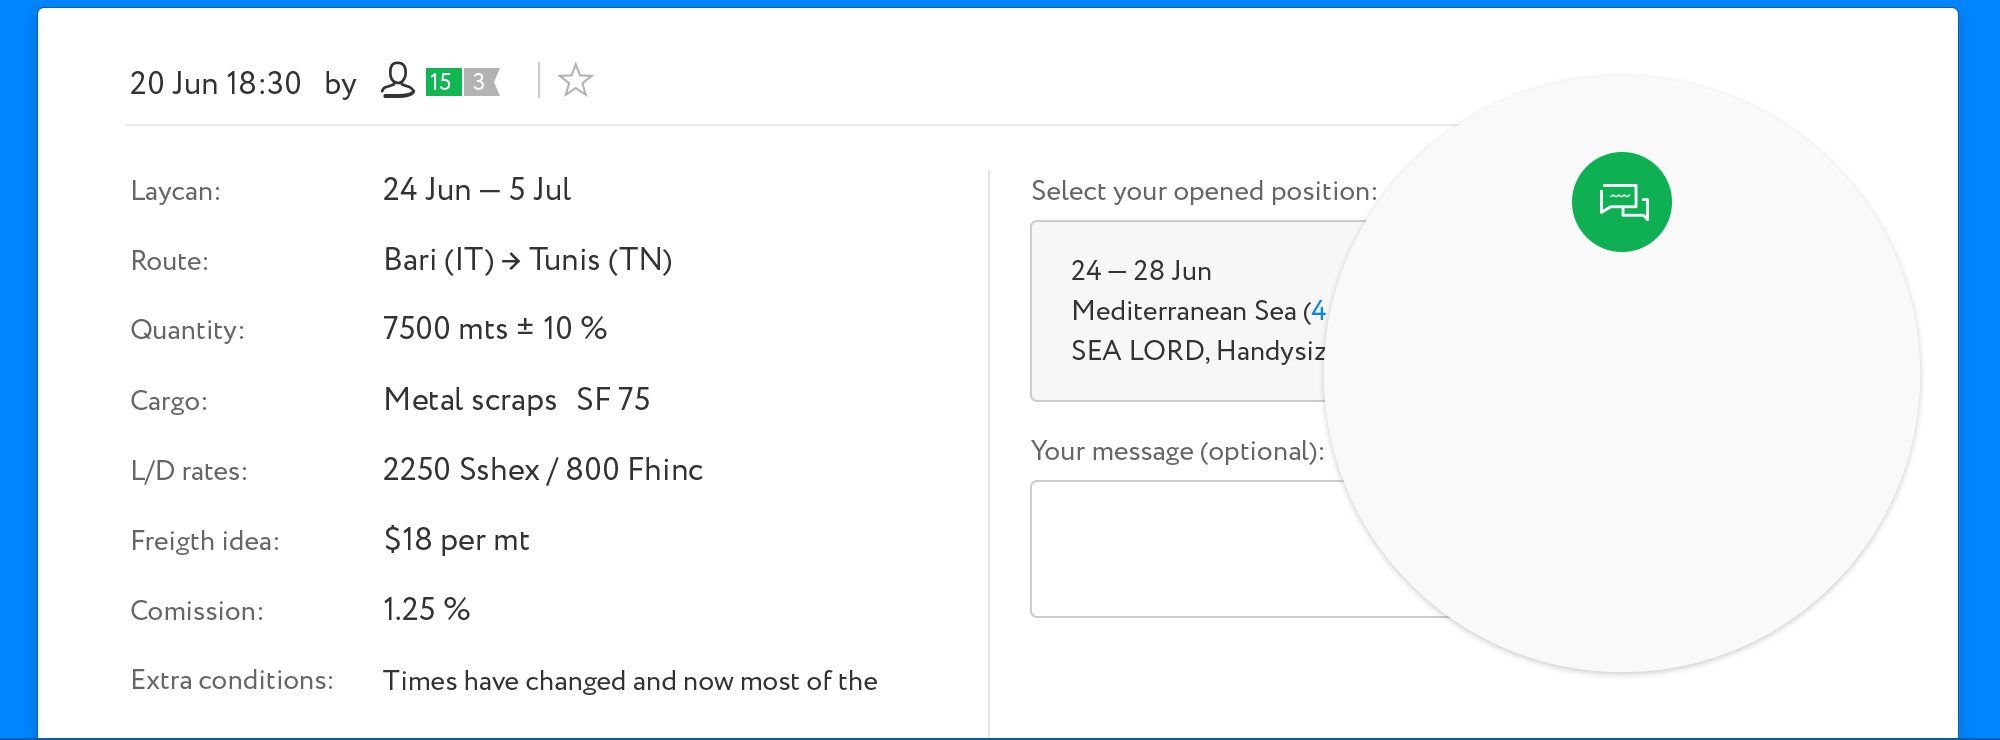 20 Jun 18:30 by 15 3
Laycan: 24 Jun — 5 Jul
Route: Bari (IT) → Tunis (TN)
Quantity: 7500 mts ± 10 %
Cargo: Metal scraps SF 75
L/D rates: 2250 Sshex / 800 Fhinc
Freigth idea: $18 per mt
Comission: 1.25 %
Extra conditions: Times have changed and now most of the
Select your opened position:
24 — 28 Jun
Mediterranean Sea (4
SEA LORD, Handysiz
Your message (optional):